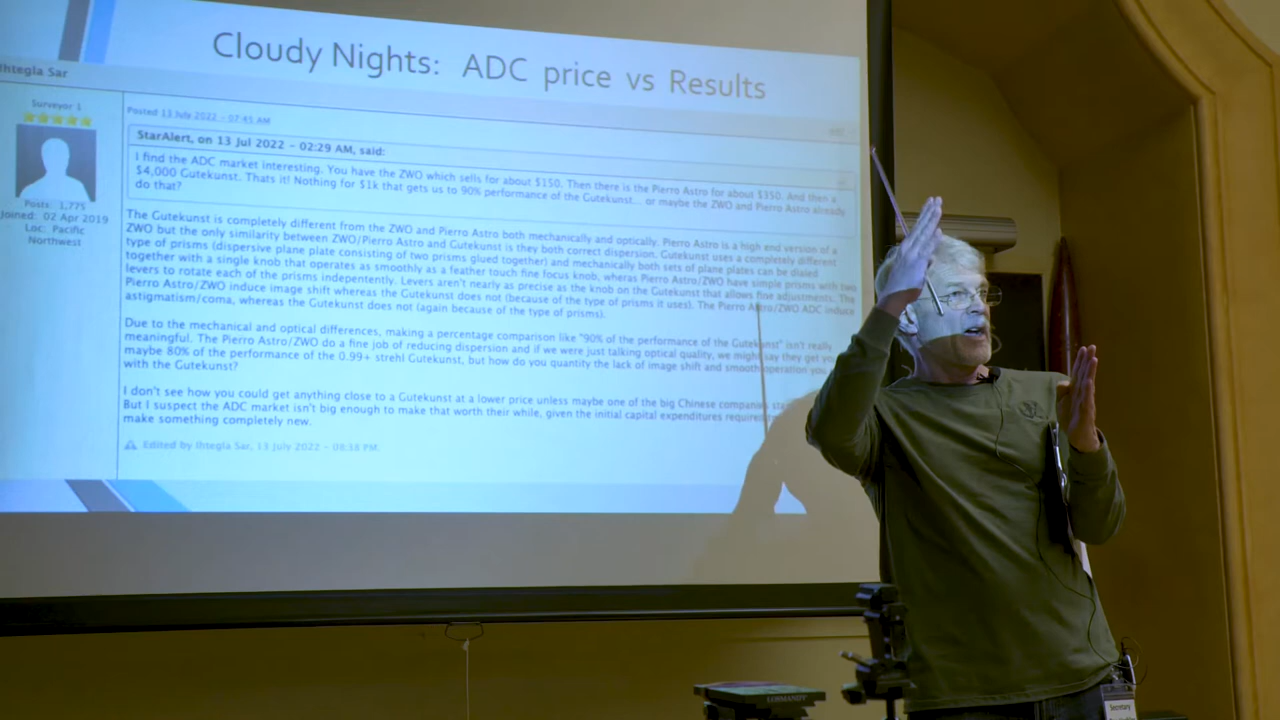 Cloudy Nights: ADC price vs Results
Ihtegla Sar
Surveyor 1
Posts: 1,775
Joined: 02 Apr 2019
Loc: Pacific
Northwest
Posted 13 July 2022 - 07:45 AM
StarAlert, on 13 Jul 2022 - 02:29 AM, said:
I find the ADC market interesting. You have the ZWO which sells for about $150. Then there is the Pierro Astro for about $350. And then a
$4,000 Gutekunst. Thats it! Nothing for $1k that gets us to 90% performance of the Gutekunst... or maybe the ZWO and Pierro Astro already
do that?
The Gutekunst is completely different from the ZWO and Pierro Astro both mechanically and optically. Pierro Astro is a high end version of a
ZWO but the only similarity between ZWO/Pierro Astro and Gutekunst is they both correct dispersion. Gutekunst uses a completely different
type of prisms (dispersive plane plate consisting of two prisms glued together) and mechanically both sets of plane plates can be dialed
together with a single knob that operates as smoothly as a feather touch fine focus knob, whereas Pierro Astro/ZWO have simple prisms with two
levers to rotate each of the prisms indepentently. Levers aren't nearly as precise as the knob on the Gutekunst that allows fine adjustments. The
Pierro Astro/ZWO induce image shift whereas the Gutekunst does not (because of the type of prisms it uses). The Pierro Astro/ZWO ADC induce
astigmatism/coma, whereas the Gutekunst does not (again because of the type of prisms).
Due to the mechanical and optical differences, making a percentage comparison like "90% of the performance of the Gutekunst" isn't really
meaningful. The Pierro Astro/ZWO do a fine job of reducing dispersion and if we were just talking optical quality, we might say they get you
maybe 80% of the performance of the 0.99+ strehl Gutekunst, but how do you quantity the lack of image shift and smooth operation you
with the Gutekunst?
I don't see how you could get anything close to a Gutekunst at a lower price unless maybe one of the big Chinese companies
But I suspect the ADC market isn't big enough to make that worth their while, given the initial capital expenditures required
make something completely new.
Edited by Ihtegla Sar, 13 July 2022 - 08:38 PM.
Secretary